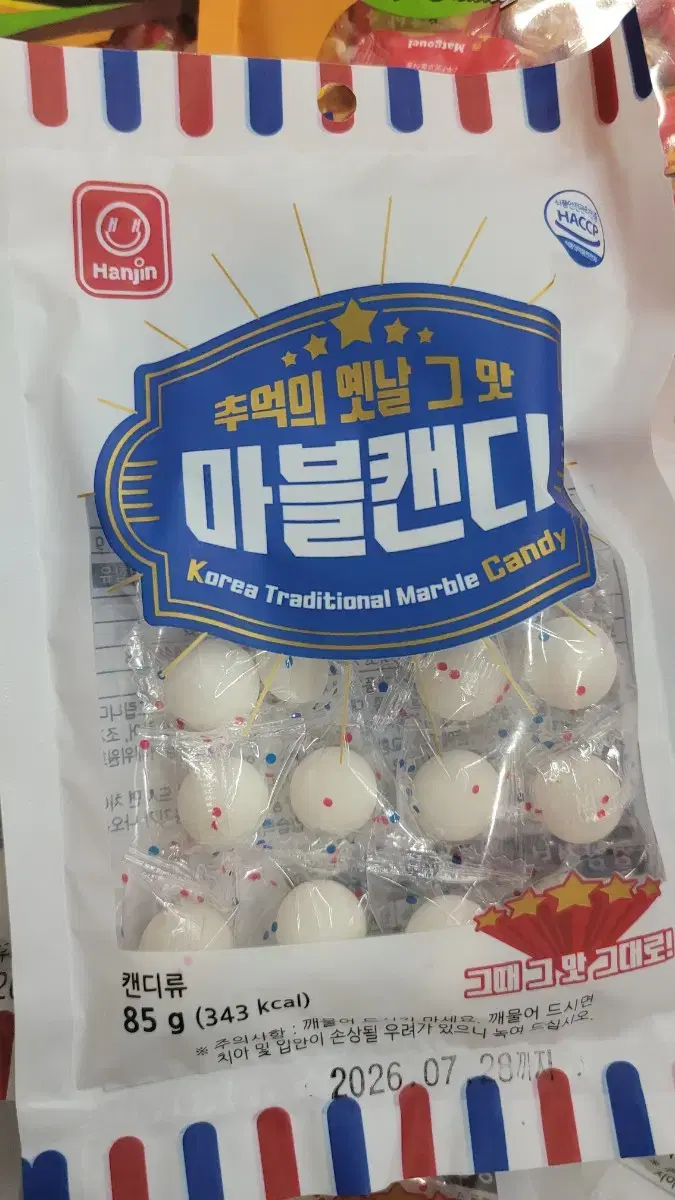 Matgouel
Hanjin
HACCP
추억의 옛날 그 맛
마블캔디
Korea Traditional Marble Candy
그때 그 맛 그대로!
캔디류
85 g (343 kcal)
※ 주의사항 : 깨물어 드시지 마세요. 깨물어 드시면
치아 및 입안이 손상될 우려가 있으니 녹여 드십시오.
2026.07.28까지